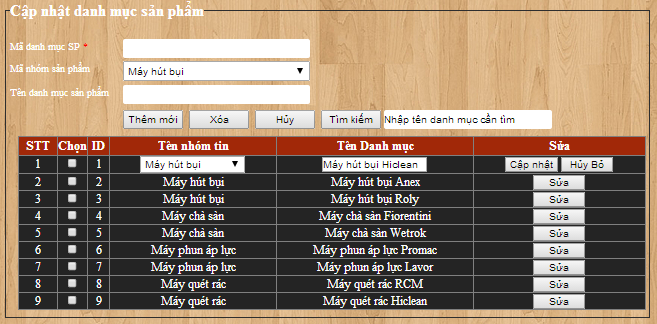 Cập nhật danh mục sản phẩm
Mã danh mục SP *
Mã nhóm sản phẩm Máy hút bụi
Tên danh mục sản phẩm
Thêm mới Xóa Hủy Tìm kiếm Nhập tên danh mục cần tìm
STT Chọn ID Tên nhóm tin Tên Danh mục Sửa
1 1 Máy hút bụi Máy hút bụi Hiclean Cập nhật Hủy Bỏ
2 2 Máy hút bụi Máy hút bụi Anex Sửa
3 3 Máy hút bụi Máy hút bụi Roly Sửa
4 4 Máy chà sàn Máy chà sàn Fiorentini Sửa
5 5 Máy chà sàn Máy chà sàn Wetrok Sửa
6 6 Máy phun áp lực Máy phun áp lực Promac Sửa
7 7 Máy phun áp lực Máy phun áp lực Lavor Sửa
8 8 Máy quét rác Máy quét rác RCM Sửa
9 9 Máy quét rác Máy quét rác Hiclean Sửa